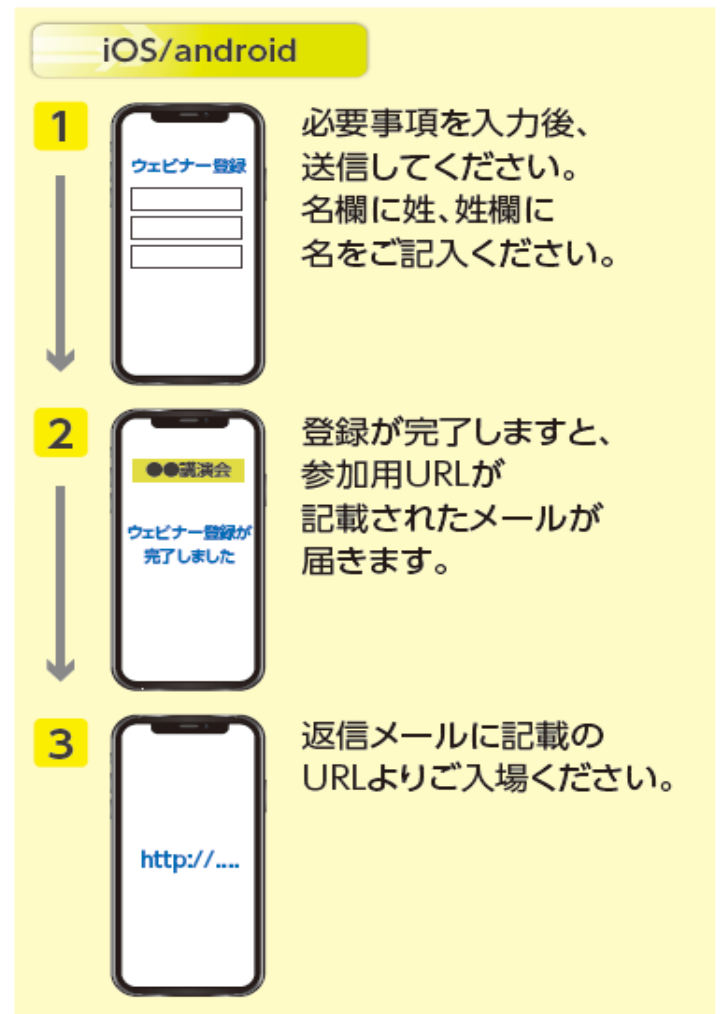 iOS/android
1
ウェビナー登録
必要事項を入力後、
送信してください。
名欄に姓、姓欄に
名をご記入ください。
2
●●講演会
ウェビナー登録が
完了しました
登録が完了しますと、
参加用URLが
記載されたメールが
届きます。
3
http://....
返信メールに記載の
URLよりご入場ください。